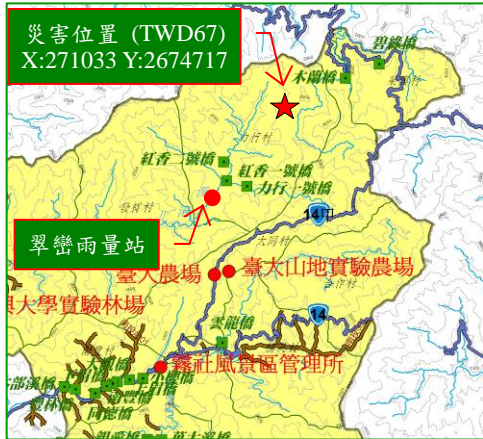 災害位置 (TWD67)
X:271033 Y:2674717
碧綠橋
木蘭橋
力行村
紅香二號橋
紅香一號橋
力行一號橋
發祥村
14甲
翠巒雨量站
大同村
臺大農場
臺大山地實驗農場
合作村
大學實驗林場
14
雲龍橋
霧社風景區管理所